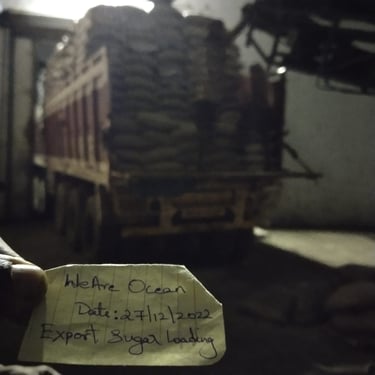 WeAre Ocean
Date: 27/12/2022
Export Sugar Loading